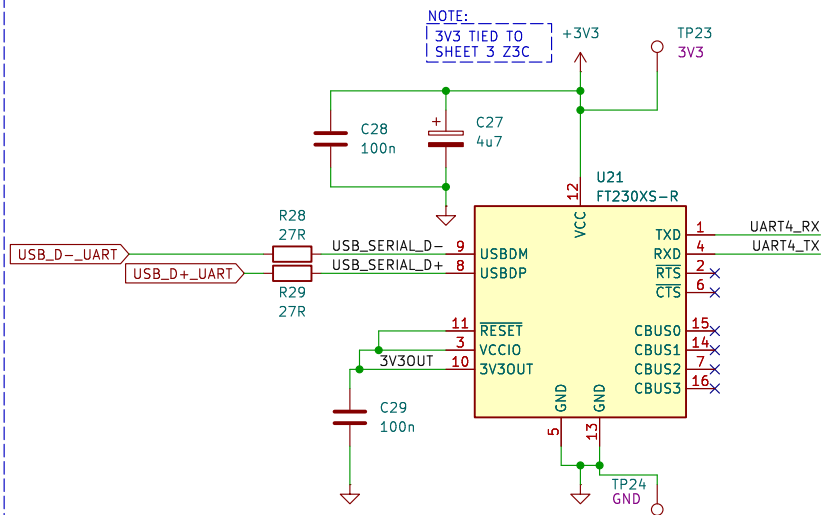 NOTE:
3V3 TIED TO
SHEET 3 Z3C
+3V3
TP23
3V3
C28
100n
+
C27
4u7
U21
FT230XS-R
12
VCC
R28
27R
USB_D-_UART
USB_SERIAL_D-
9
USBDM
USB_D+_UART
USB_SERIAL_D+
8
USBDP
R29
27R
TXD
1
UART4_RX
RXD
4
UART4_TX
RTS
2
CTS
6
11
RESET
3
VCCIO
3V3OUT
10
3V3OUT
CBUS0
15
CBUS1
14
CBUS2
7
CBUS3
16
C29
100n
GND
GND
5
13
TP24
GND